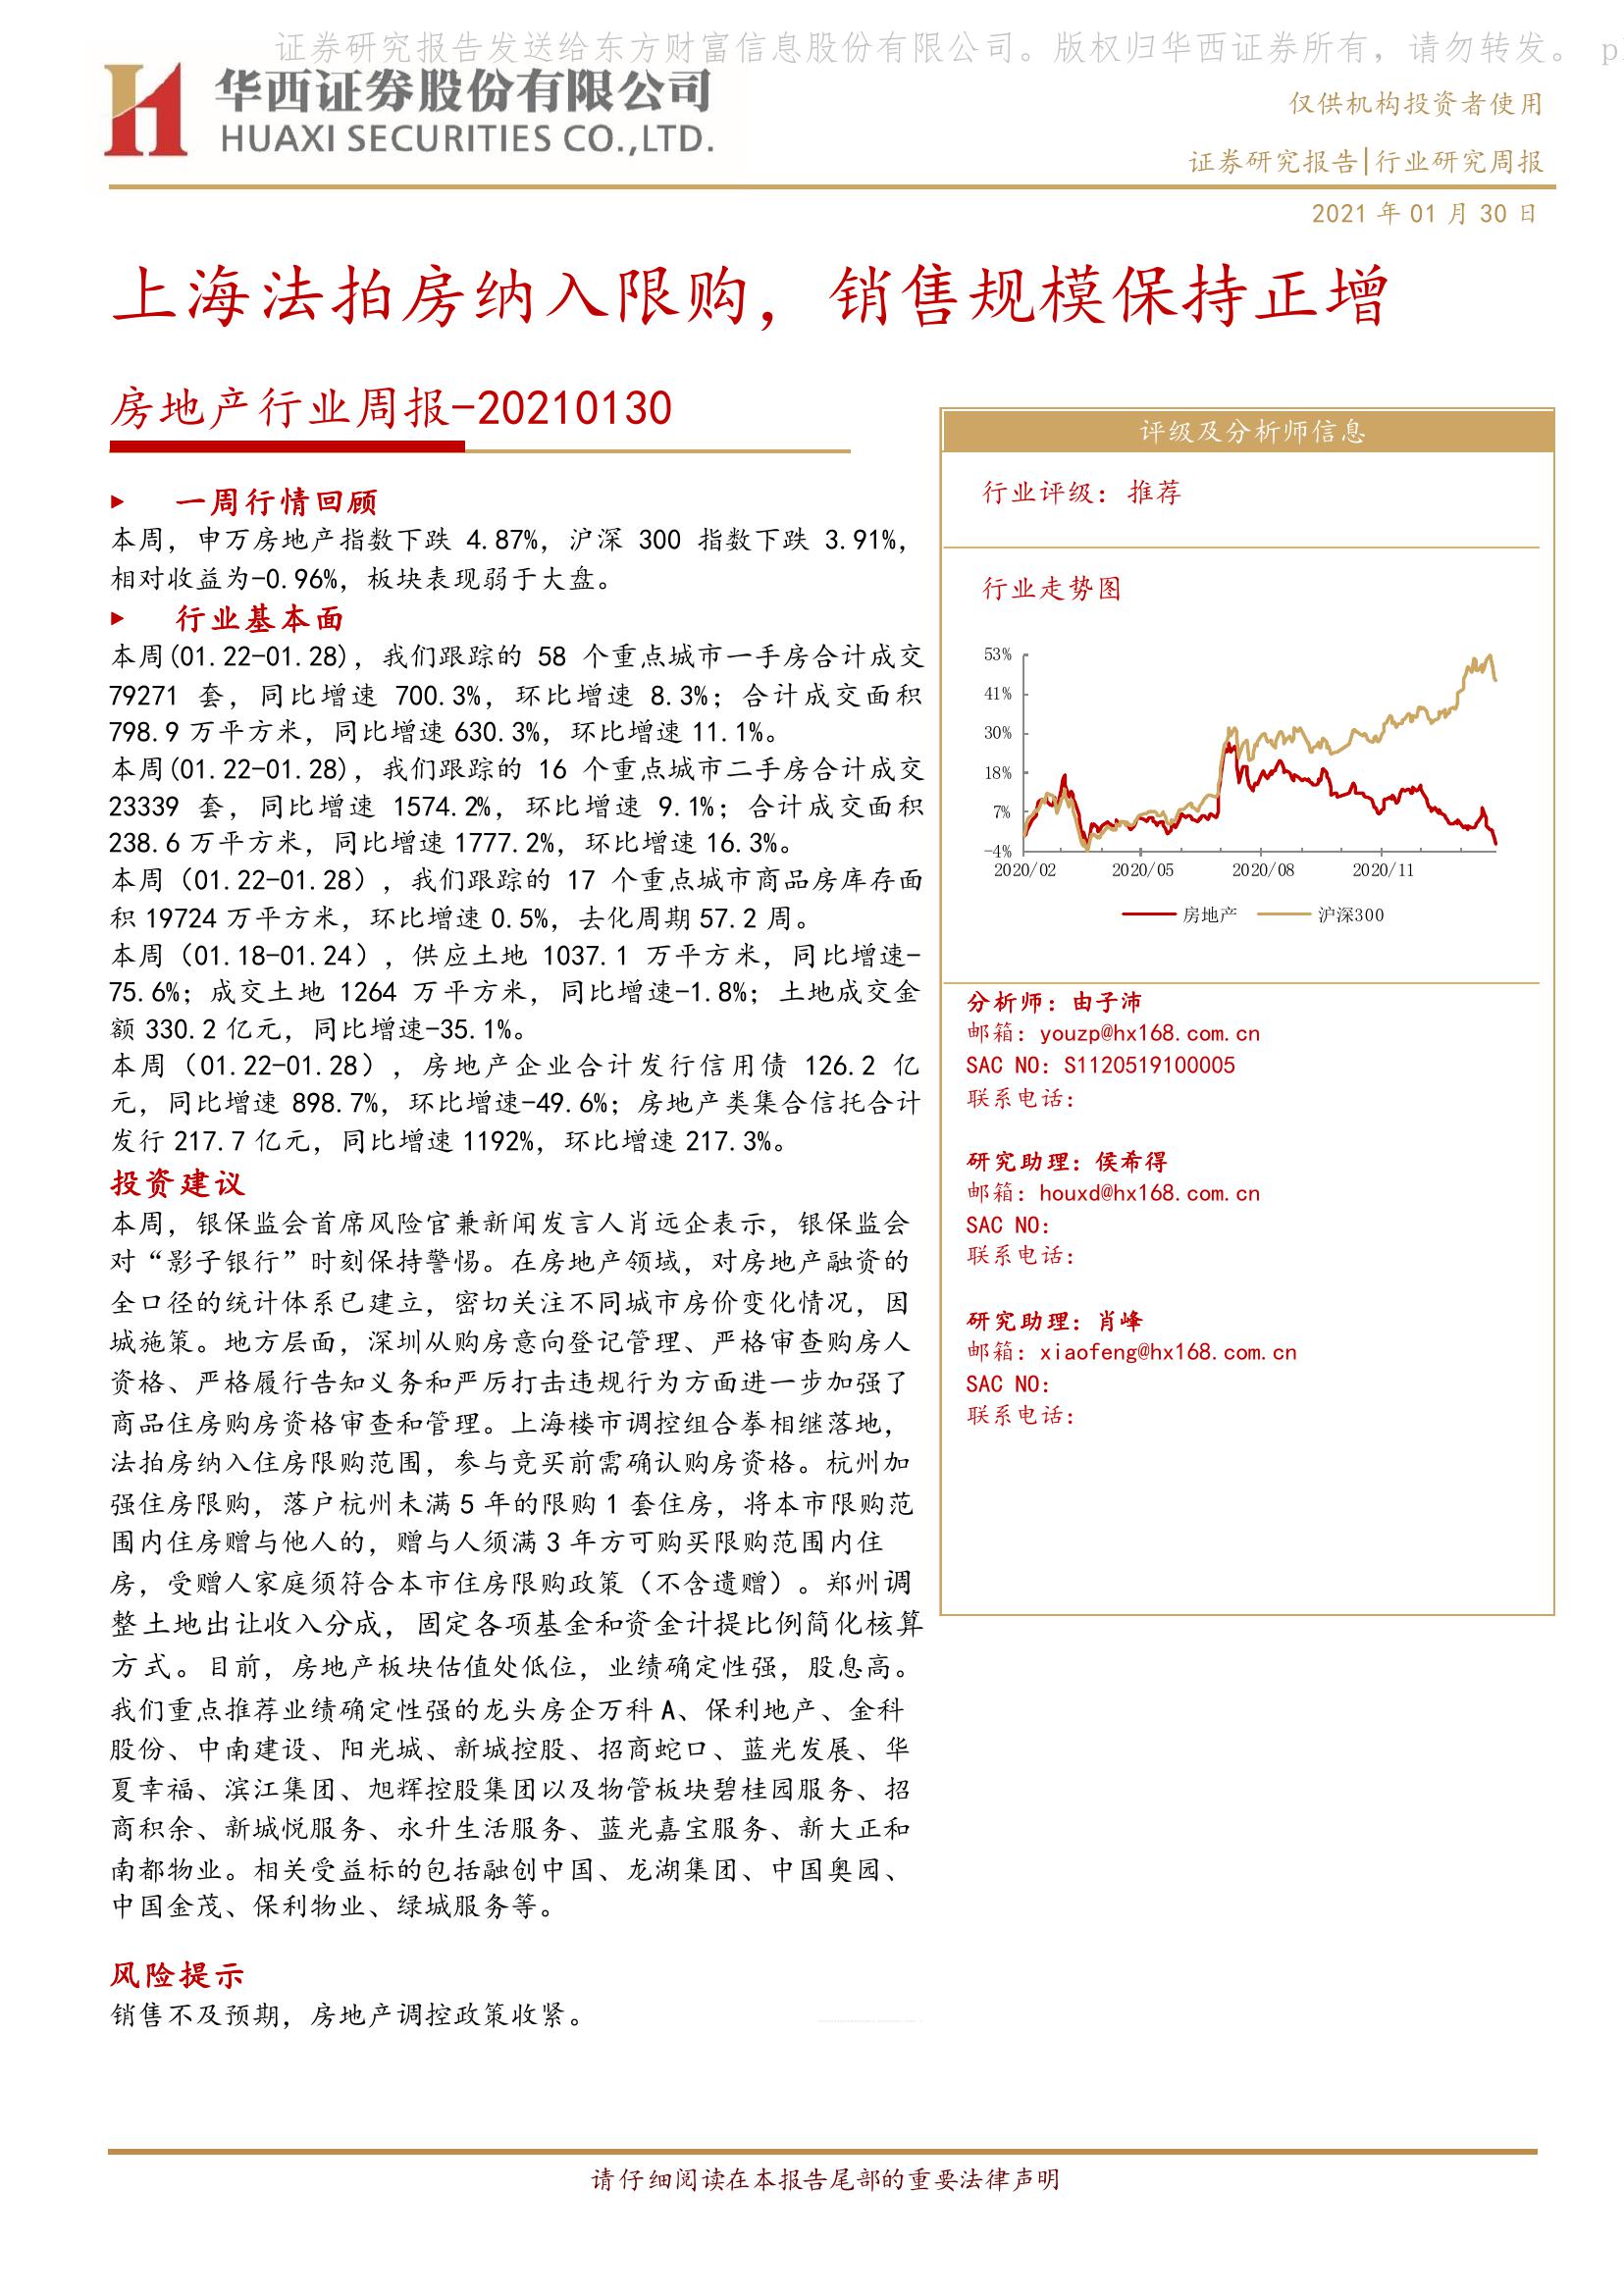 证券研究报告发送给东方财富信息股份有限公司。版权归华西证券所有，请勿转发。 p
华西证券股份有限公司
HUAXI SECURITIES CO.,LTD.
仅供机构投资者使用
证券研究报告|行业研究周报
2021 年 01 月 30 日
上海法拍房纳入限购，销售规模保持正增
房地产行业周报-20210130
一周行情回顾
本周，申万房地产指数下跌 4.87%，沪深 300 指数下跌 3.91%，
相对收益为-0.96%，板块表现弱于大盘。
行业基本面
本周(01.22-01.28)，我们跟踪的 58 个重点城市一手房合计成交
79271 套，同比增速 700.3%，环比增速 8.3%；合计成交面积
798.9 万平方米，同比增速 630.3%，环比增速 11.1%。
本周(01.22-01.28)，我们跟踪的 16 个重点城市二手房合计成交
23339 套，同比增速 1574.2%，环比增速 9.1%；合计成交面积
238.6 万平方米，同比增速 1777.2%，环比增速 16.3%。
本周（01.22-01.28），我们跟踪的 17 个重点城市商品房库存面
积 19724 万平方米，环比增速 0.5%，去化周期 57.2 周。
本周（01.18-01.24），供应土地 1037.1 万平方米，同比增速-
75.6%；成交土地 1264 万平方米，同比增速-1.8%；土地成交金
额 330.2 亿元，同比增速-35.1%。
本周（01.22-01.28），房地产企业合计发行信用债 126.2 亿
元，同比增速 898.7%，环比增速-49.6%；房地产类集合信托合计
发行 217.7 亿元，同比增速 1192%，环比增速 217.3%。
投资建议
本周，银保监会首席风险官兼新闻发言人肖远企表示，银保监会
对“影子银行”时刻保持警惕。在房地产领域，对房地产融资的
全口径的统计体系已建立，密切关注不同城市房价变化情况，因
城施策。地方层面，深圳从购房意向登记管理、严格审查购房人
资格、严格履行告知义务和严厉打击违规行为方面进一步加强了
商品住房购房资格审查和管理。上海楼市调控组合拳相继落地，
法拍房纳入住房限购范围，参与竞买前需确认购房资格。杭州加
强住房限购，落户杭州未满 5 年的限购 1 套住房，将本市限购范
围内住房赠与他人的，赠与人须满 3 年方可购买限购范围内住
房，受赠人家庭须符合本市住房限购政策（不含遗赠）。郑州调
整土地出让收入分成，固定各项基金和资金计提比例简化核算
方式。目前，房地产板块估值处低位，业绩确定性强，股息高。
我们重点推荐业绩确定性强的龙头房企万科 A、保利地产、金科
股份、中南建设、阳光城、新城控股、招商蛇口、蓝光发展、华
夏幸福、滨江集团、旭辉控股集团以及物管板块碧桂园服务、招
商积余、新城悦服务、永升生活服务、蓝光嘉宝服务、新大正和
南都物业。相关受益标的包括融创中国、龙湖集团、中国奥园、
中国金茂、保利物业、绿城服务等。
风险提示
销售不及预期，房地产调控政策收紧。
评级及分析师信息
行业评级：推荐
行业走势图
53%
41%
30%
18%
7%
-4%
2020/02 2020/05 2020/08 2020/11
房地产 沪深300
分析师：由子沛
邮箱：youzp@hx168.com.cn
SAC NO：S1120519100005
联系电话：
研究助理：侯希得
邮箱：houxd@hx168.com.cn
SAC NO：
联系电话：
研究助理：肖峰
邮箱：xiaofeng@hx168.com.cn
SAC NO：
联系电话：
请仔细阅读在本报告尾部的重要法律声明